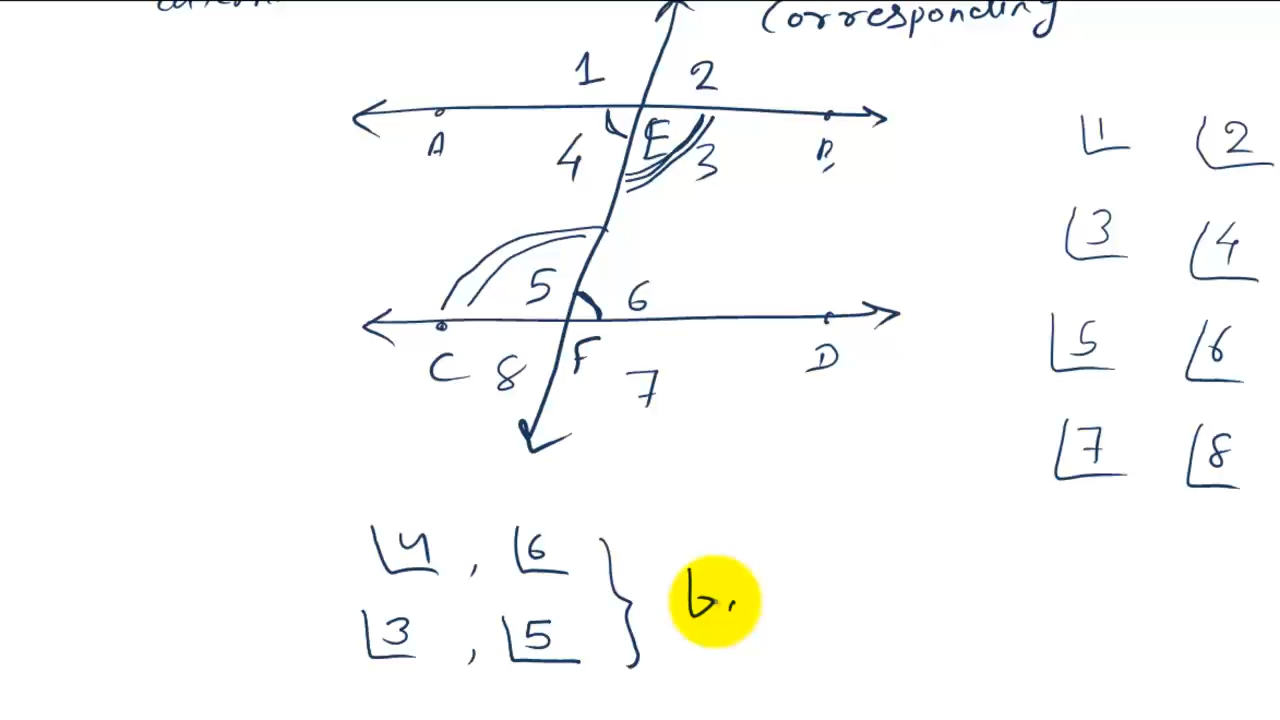 Corresponding
1 2
A 4 E 3 B
∠1 ∠2
∠3 ∠4
5 6
C 8 F 7 D
∠5 ∠6
∠7 ∠8
∠4 , ∠6
∠3 , ∠5
b.